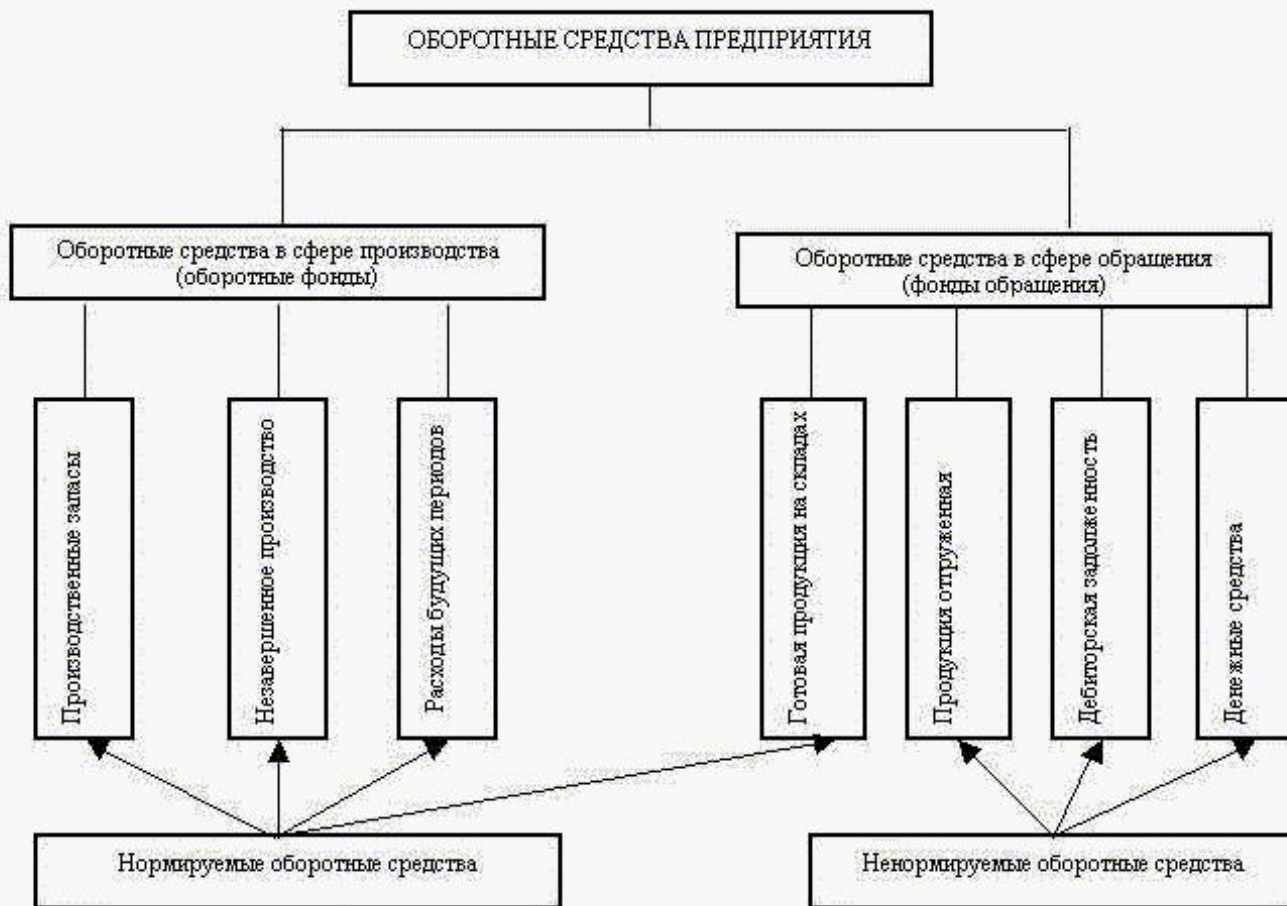 ОБОРОТНЫЕ СРЕДСТВА ПРЕДПРИЯТИЯ
Оборотные средства в сфере производства
(оборотные фонды)
Оборотные средства в сфере обращения
(фонды обращения)
Производственные запасы
Незавершенное производство
Расходы будущих периодов
Готовая продукция на складах
Продукция отгруженная
Дебиторская задолженность
Денежные средства
Нормируемые оборотные средства
Ненормируемые оборотные средства